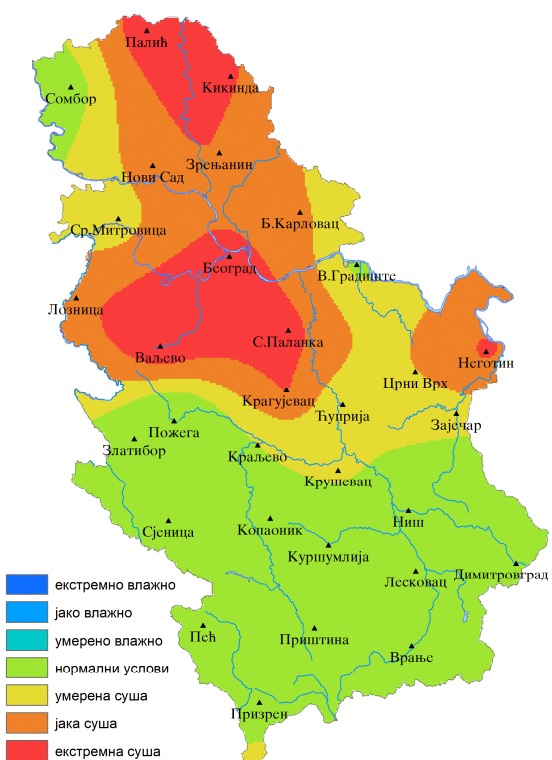 Палић
Кикинда
Сомбор
Зрењанин
Нови Сад
Б.Карловац
Ср.Митровица
Београд
В.Градиште
Лозница
С.Паланка
Ваљево
Неготин
Црни Врх
Крагујевац
Ћуприја
Зајечар
Пожега
Златибор
Краљево
Крушевац
Ниш
Копаоник
Сјеница
Куршумлија
Лесковац
Димитровград
Пећ
Приштина
Врање
Призрен
екстремно влажно
јако влажно
умерено влажно
нормални услови
умерена суша
јака суша
екстремна суша